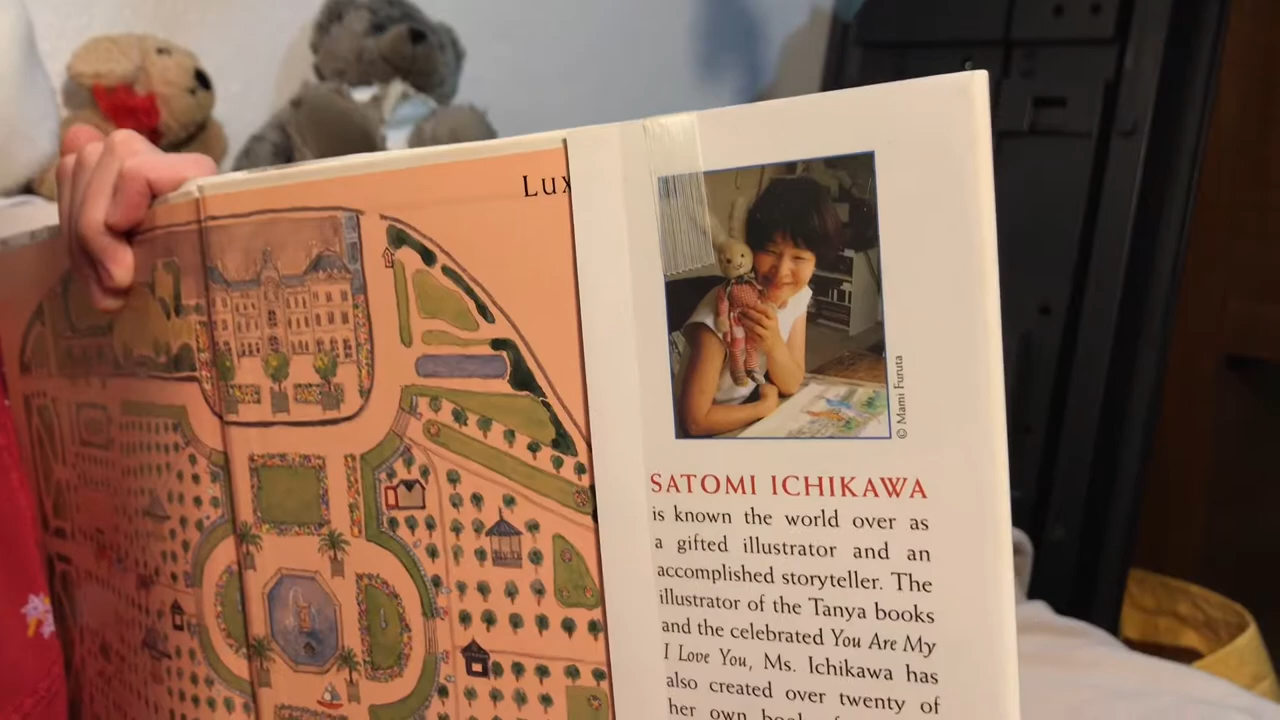 Lux
© Mami Furuta
SATOMI ICHIKAWA
is known the world over as
a gifted illustrator and an
accomplished storyteller. The
illustrator of the Tanya books
and the celebrated You Are My
I Love You, Ms. Ichikawa has
also created over twenty of
her own